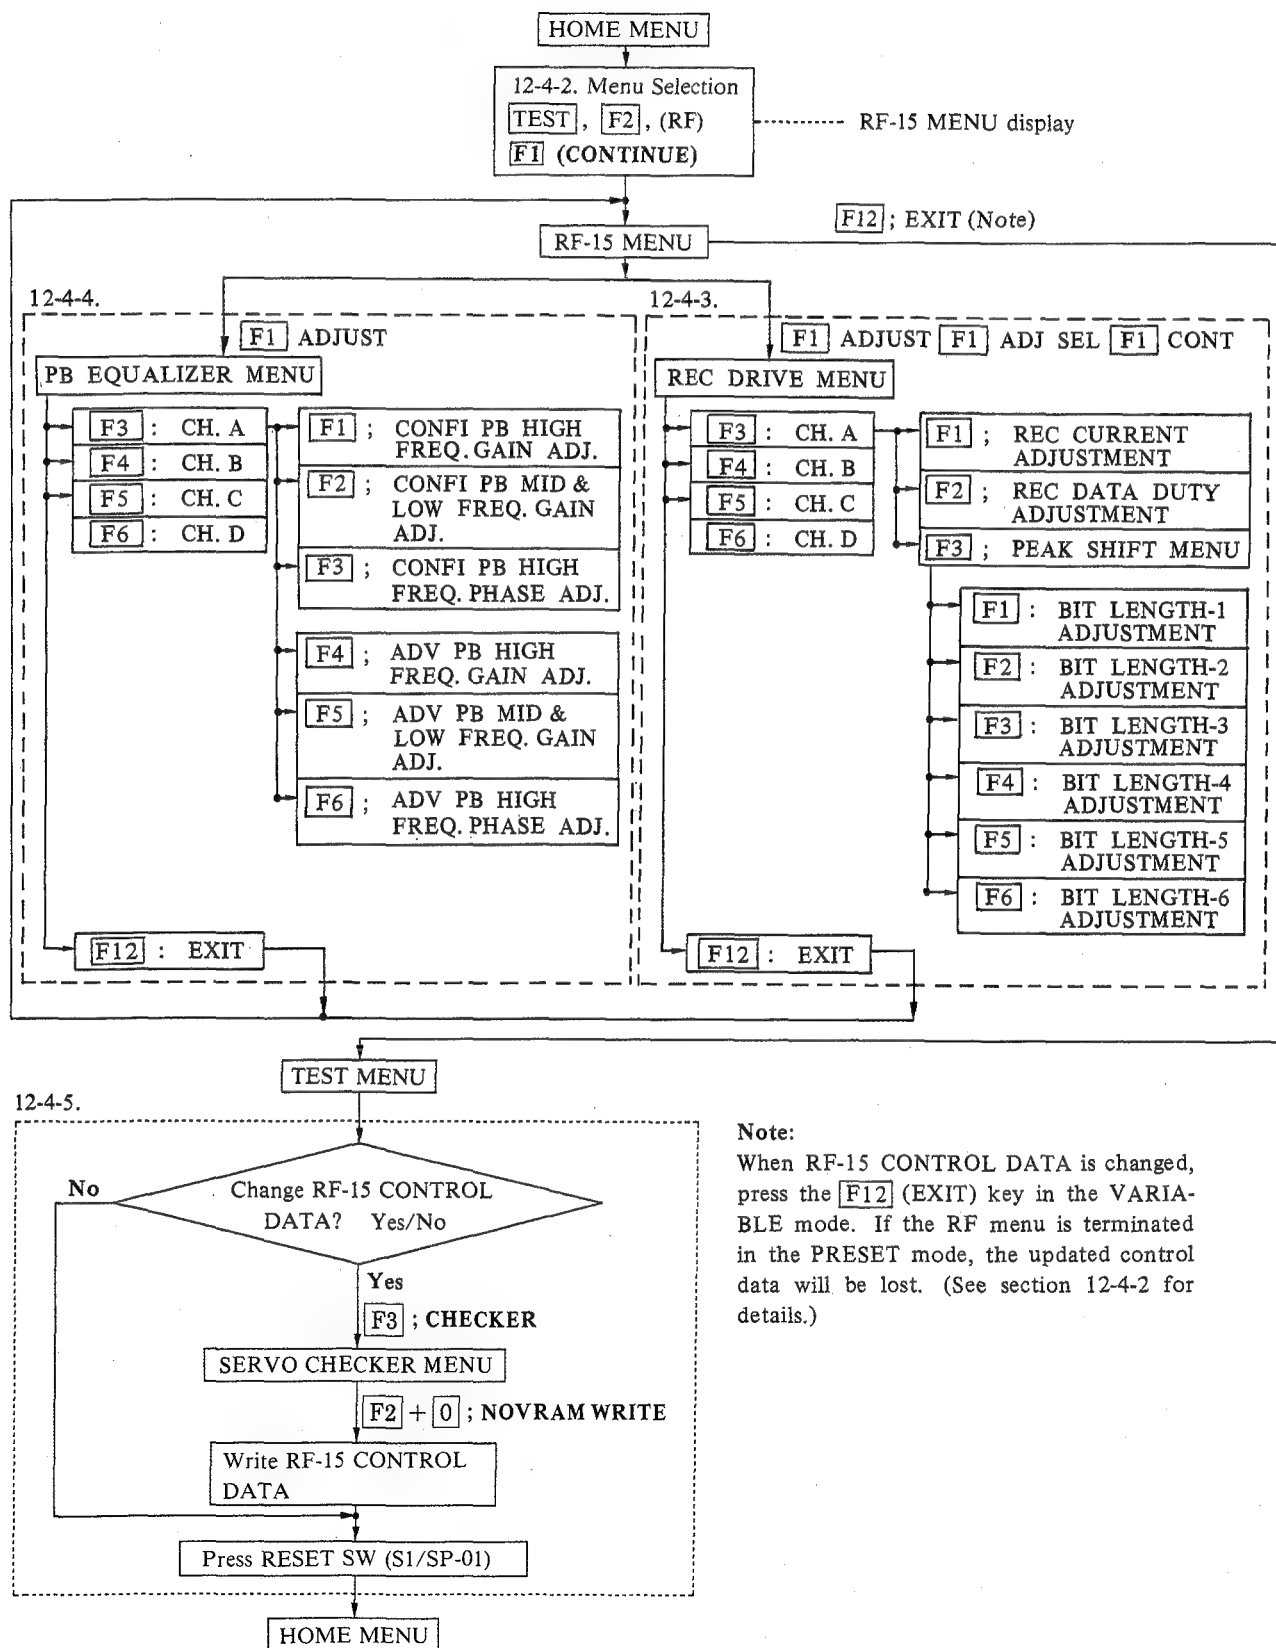 HOME MENU
12-4-2. Menu Selection
TEST , F2 , (RF)
F1 (CONTINUE)
RF-15 MENU display
RF-15 MENU
F12 ; EXIT (Note)
12-4-4.
F1 ADJUST
PB EQUALIZER MENU
F3 : CH. A
F4 : CH. B
F5 : CH. C
F6 : CH. D
F1 ; CONFI PB HIGH
FREQ. GAIN ADJ.
F2 ; CONFI PB MID &
LOW FREQ. GAIN
ADJ.
F3 ; CONFI PB HIGH
FREQ. PHASE ADJ.
F4 ; ADV PB HIGH
FREQ. GAIN ADJ.
F5 ; ADV PB MID &
LOW FREQ. GAIN
ADJ.
F6 ; ADV PB HIGH
FREQ. PHASE ADJ.
F12 : EXIT
12-4-3.
F1 ADJUST F1 ADJ SEL F1 CONT
REC DRIVE MENU
F3 : CH. A
F4 : CH. B
F5 : CH. C
F6 : CH. D
F1 ; REC CURRENT
ADJUSTMENT
F2 ; REC DATA DUTY
ADJUSTMENT
F3 ; PEAK SHIFT MENU
F1 : BIT LENGTH-1
ADJUSTMENT
F2 : BIT LENGTH-2
ADJUSTMENT
F3 : BIT LENGTH-3
ADJUSTMENT
F4 : BIT LENGTH-4
ADJUSTMENT
F5 : BIT LENGTH-5
ADJUSTMENT
F6 : BIT LENGTH-6
ADJUSTMENT
F12 : EXIT
TEST MENU
12-4-5.
No
Change RF-15 CONTROL
DATA? Yes/No
Yes
F3 ; CHECKER
SERVO CHECKER MENU
F2 + 0 ; NOVRAM WRITE
Write RF-15 CONTROL
DATA
Press RESET SW (S1/SP-01)
HOME MENU
Note:
When RF-15 CONTROL DATA is changed,
press the F12 (EXIT) key in the VARIA-
BLE mode. If the RF menu is terminated
in the PRESET mode, the updated control
data will be lost. (See section 12-4-2 for
details.)